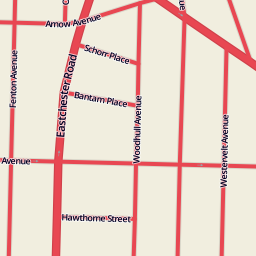 Arnow Avenue
Schorr Place
Fenton Avenue
Eastchester Road
Bantam Place
Woodhull Avenue
Westervelt Avenue
Avenue
Hawthorne Street